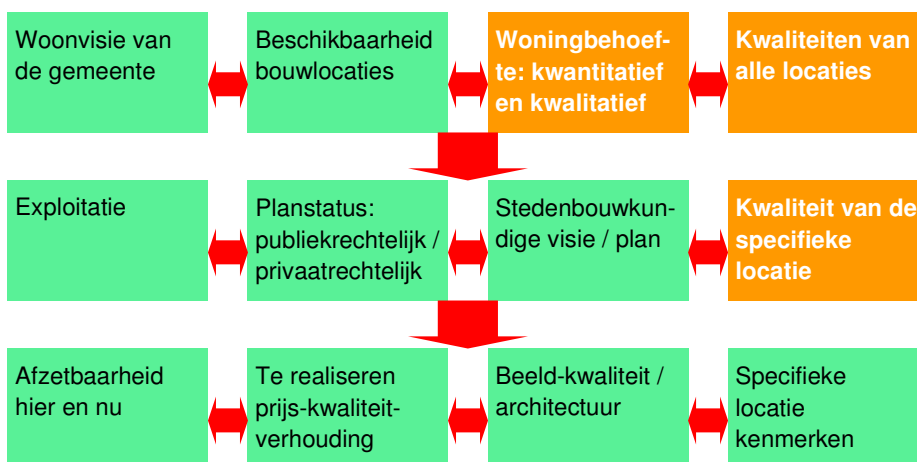 Woonvisie van
de gemeente
Beschikbaarheid
bouwlocaties
Woningbehoef-
te: kwantitatief
en kwalitatief
Kwaliteiten van
alle locaties
Exploitatie
Planstatus:
publiekrechtelijk /
privaatrechtelijk
Stedenbouwkun-
dige visie / plan
Kwaliteit van de
specifieke
locatie
Afzetbaarheid
hier en nu
Te realiseren
prijs-kwaliteit-
verhouding
Beeld-kwaliteit /
architectuur
Specifieke
locatie
kenmerken